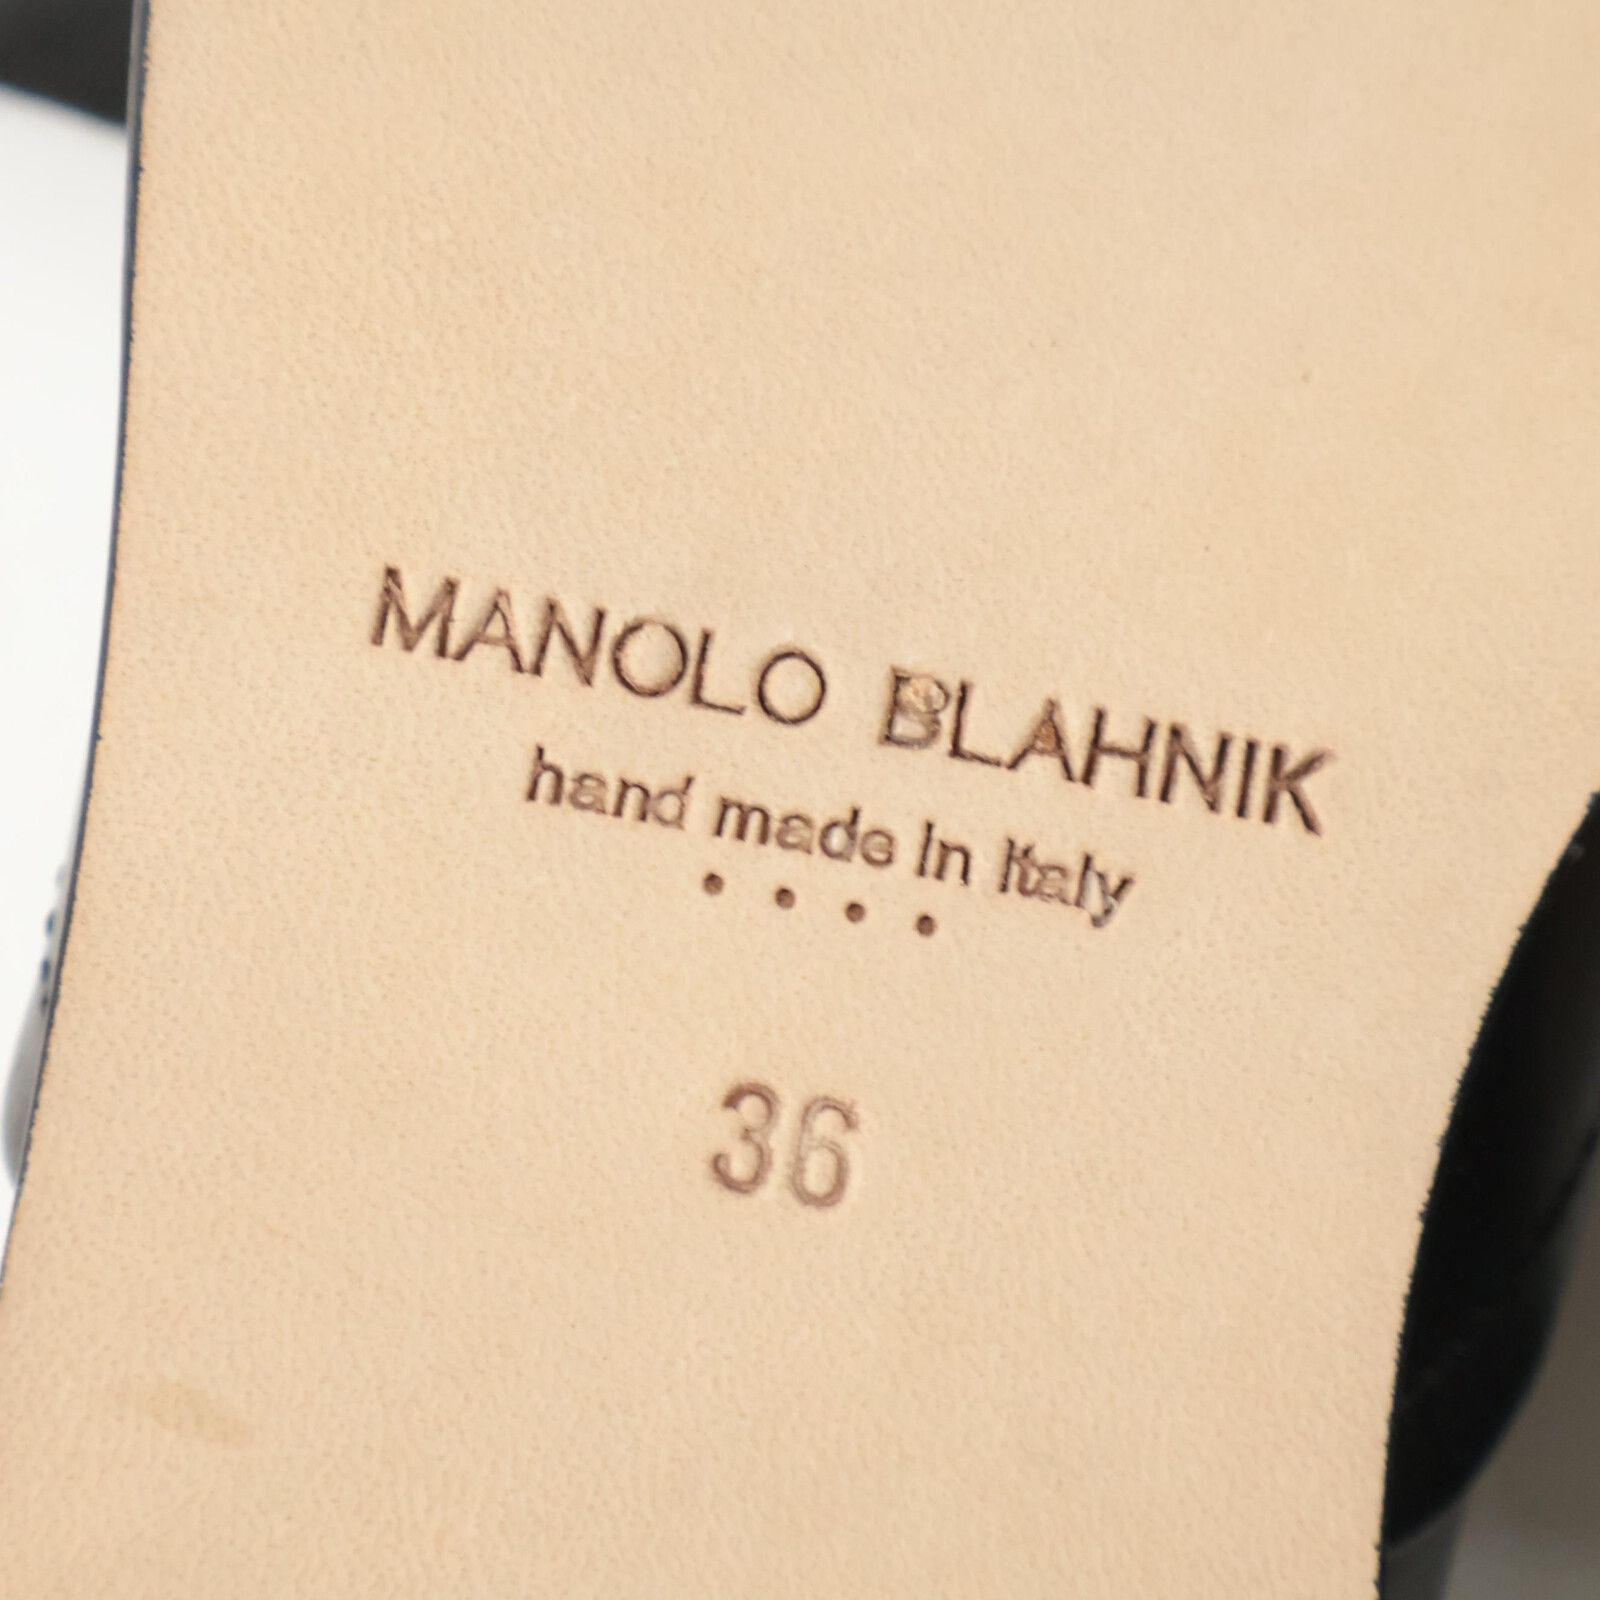 MANOLO BLAHNIK
hand made in Italy
• • • •
36